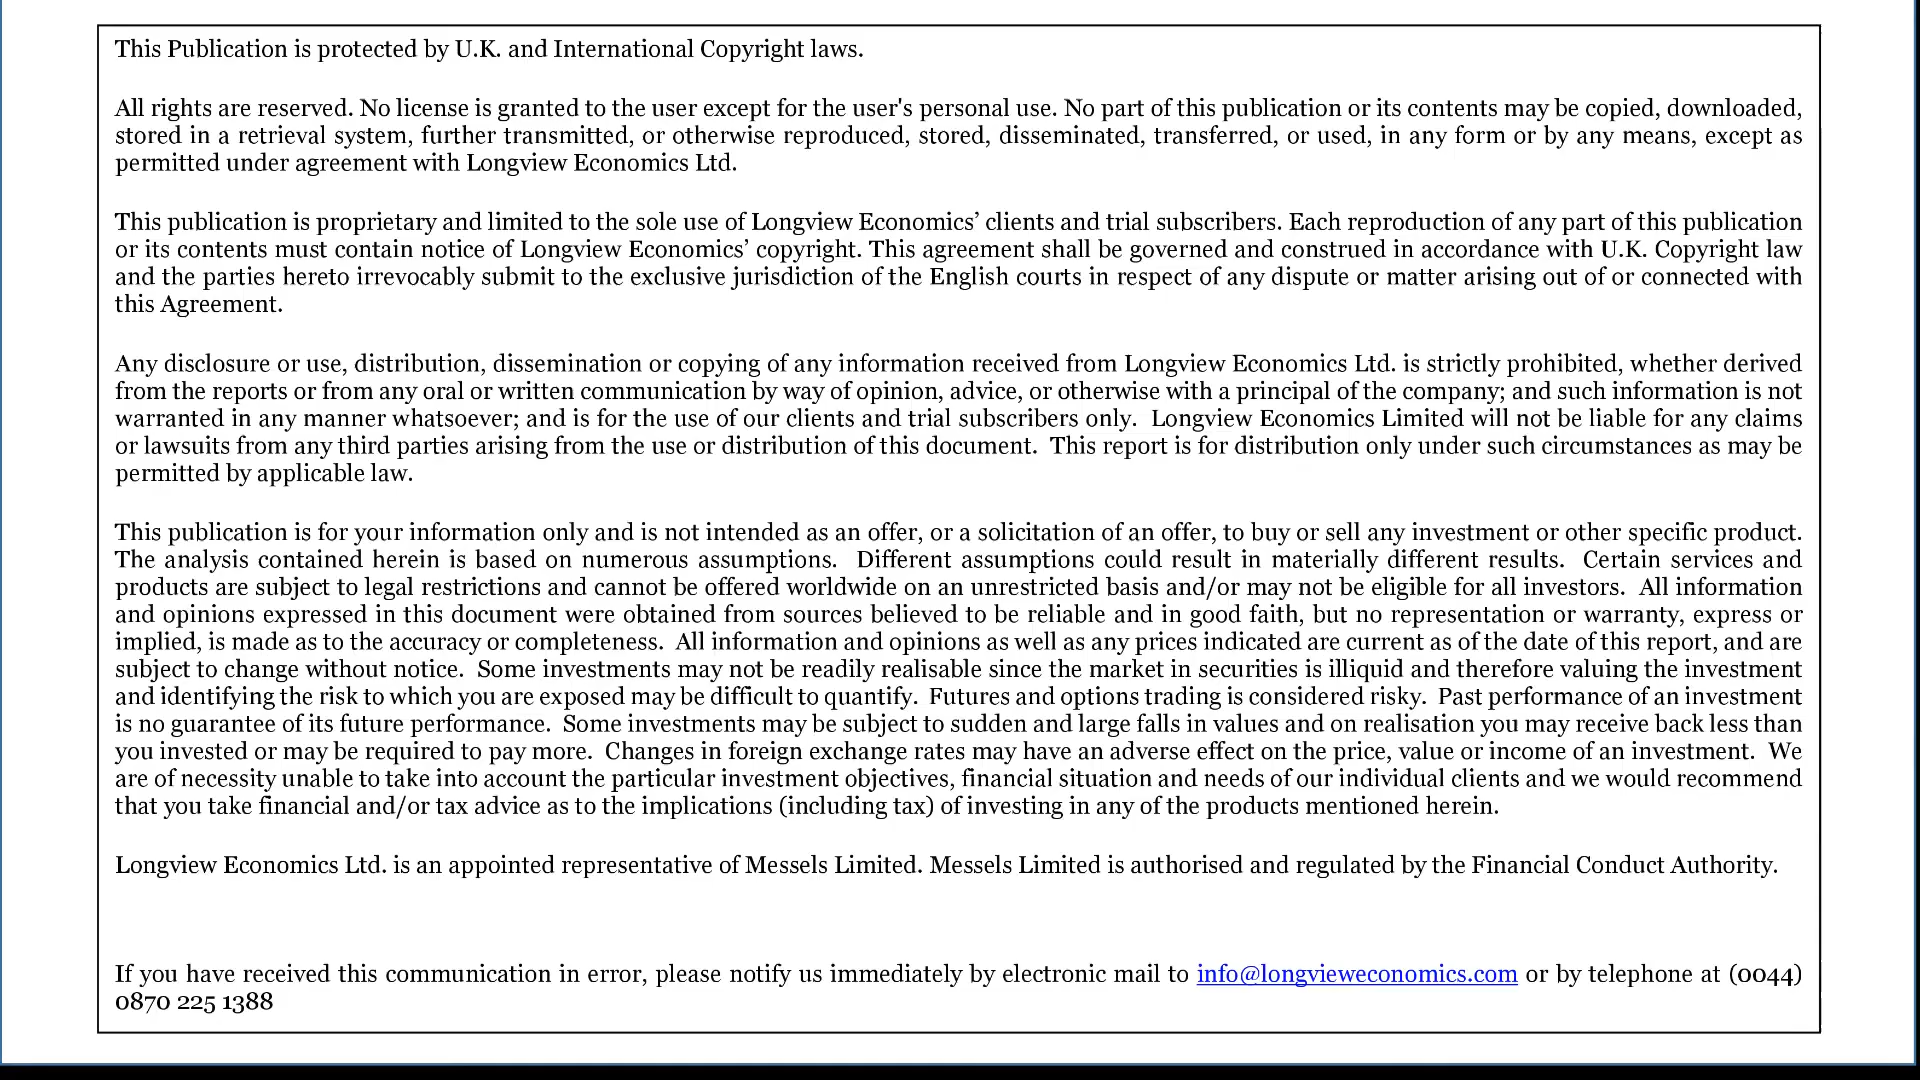 This Publication is protected by U.K. and International Copyright laws.
All rights are reserved. No license is granted to the user except for the user's personal use. No part of this publication or its contents may be copied, downloaded,
stored in a retrieval system, further transmitted, or otherwise reproduced, stored, disseminated, transferred, or used, in any form or by any means, except as
permitted under agreement with Longview Economics Ltd.
This publication is proprietary and limited to the sole use of Longview Economics’ clients and trial subscribers. Each reproduction of any part of this publication
or its contents must contain notice of Longview Economics’ copyright. This agreement shall be governed and construed in accordance with U.K. Copyright law
and the parties hereto irrevocably submit to the exclusive jurisdiction of the English courts in respect of any dispute or matter arising out of or connected with
this Agreement.
Any disclosure or use, distribution, dissemination or copying of any information received from Longview Economics Ltd. is strictly prohibited, whether derived
from the reports or from any oral or written communication by way of opinion, advice, or otherwise with a principal of the company; and such information is not
warranted in any manner whatsoever; and is for the use of our clients and trial subscribers only.  Longview Economics Limited will not be liable for any claims
or lawsuits from any third parties arising from the use or distribution of this document.  This report is for distribution only under such circumstances as may be
permitted by applicable law.
This publication is for your information only and is not intended as an offer, or a solicitation of an offer, to buy or sell any investment or other specific product.
The analysis contained herein is based on numerous assumptions.  Different assumptions could result in materially different results.  Certain services and
products are subject to legal restrictions and cannot be offered worldwide on an unrestricted basis and/or may not be eligible for all investors.  All information
and opinions expressed in this document were obtained from sources believed to be reliable and in good faith, but no representation or warranty, express or
implied, is made as to the accuracy or completeness.  All information and opinions as well as any prices indicated are current as of the date of this report, and are
subject to change without notice.  Some investments may not be readily realisable since the market in securities is illiquid and therefore valuing the investment
and identifying the risk to which you are exposed may be difficult to quantify.  Futures and options trading is considered risky.  Past performance of an investment
is no guarantee of its future performance.  Some investments may be subject to sudden and large falls in values and on realisation you may receive back less than
you invested or may be required to pay more.  Changes in foreign exchange rates may have an adverse effect on the price, value or income of an investment.  We
are of necessity unable to take into account the particular investment objectives, financial situation and needs of our individual clients and we would recommend
that you take financial and/or tax advice as to the implications (including tax) of investing in any of the products mentioned herein.
Longview Economics Ltd. is an appointed representative of Messels Limited. Messels Limited is authorised and regulated by the Financial Conduct Authority.
If you have received this communication in error, please notify us immediately by electronic mail to info@longvieweconomics.com or by telephone at (0044)
0870 225 1388